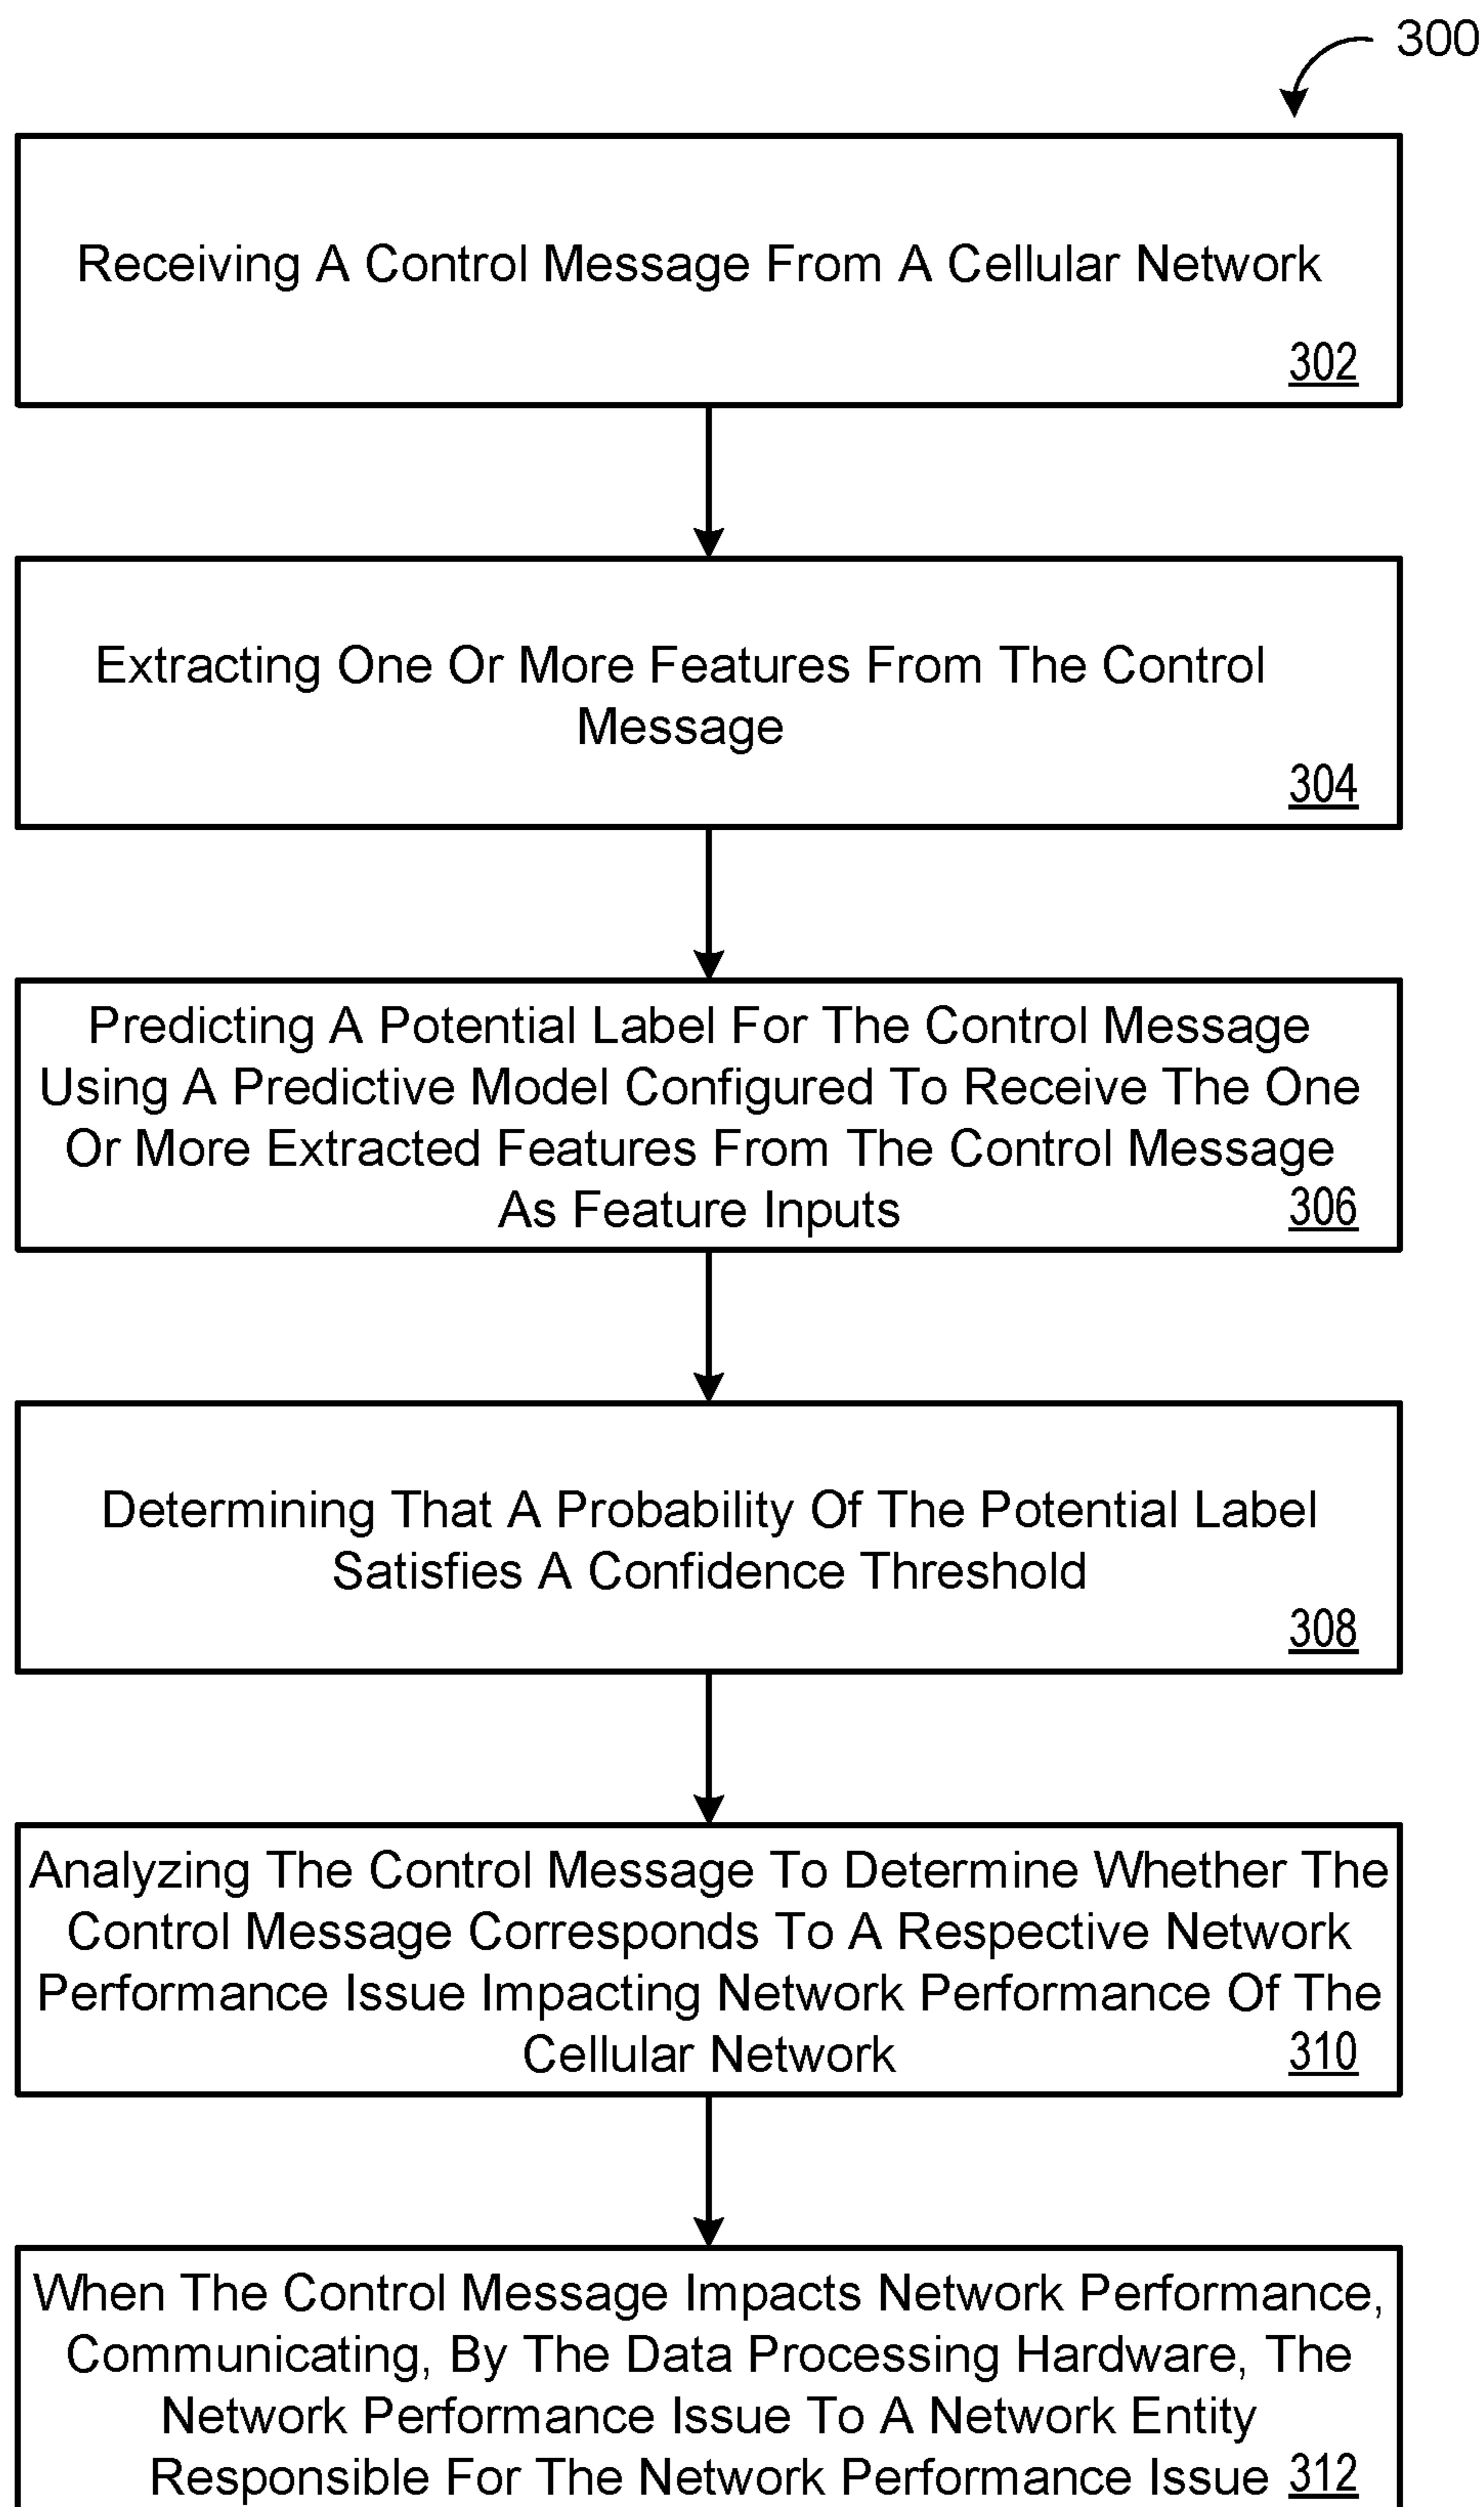 300
Receiving A Control Message From A Cellular Network
302
Extracting One Or More Features From The Control
Message
304
Predicting A Potential Label For The Control Message
Using A Predictive Model Configured To Receive The One
Or More Extracted Features From The Control Message
As Feature Inputs 306
Determining That A Probability Of The Potential Label
Satisfies A Confidence Threshold
308
Analyzing The Control Message To Determine Whether The
Control Message Corresponds To A Respective Network
Performance Issue Impacting Network Performance Of The
Cellular Network 310
When The Control Message Impacts Network Performance,
Communicating, By The Data Processing Hardware, The
Network Performance Issue To A Network Entity
Responsible For The Network Performance Issue 312